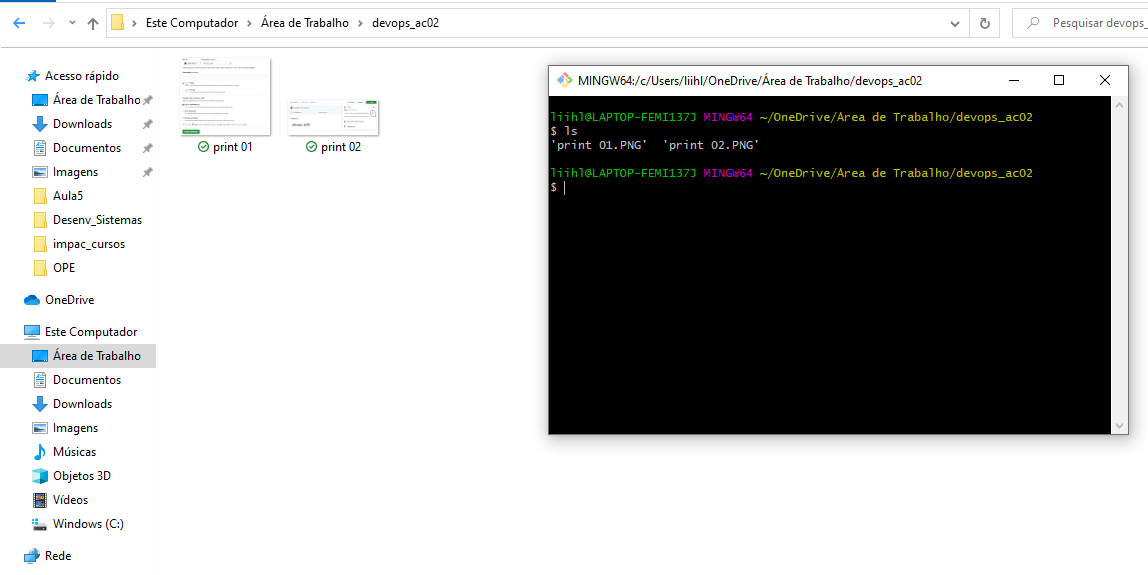 Este Computador > Área de Trabalho > devops_ac02
Pesquisar devops_
Acesso rápido
Área de Trabalho
Downloads
Documentos
Imagens
Aula5
Desenv_Sistemas
impac_cursos
OPE
OneDrive
Este Computador
Área de Trabalho
Documentos
Downloads
Imagens
Músicas
Objetos 3D
Vídeos
Windows (C:)
Rede
print 01
print 02
MINGW64:/c/Users/liihl/OneDrive/Área de Trabalho/devops_ac02
liihl@LAPTOP-FEMI137J MINGW64 ~/OneDrive/Área de Trabalho/devops_ac02
$ ls
'print 01.PNG'  'print 02.PNG'
liihl@LAPTOP-FEMI137J MINGW64 ~/OneDrive/Área de Trabalho/devops_ac02
$